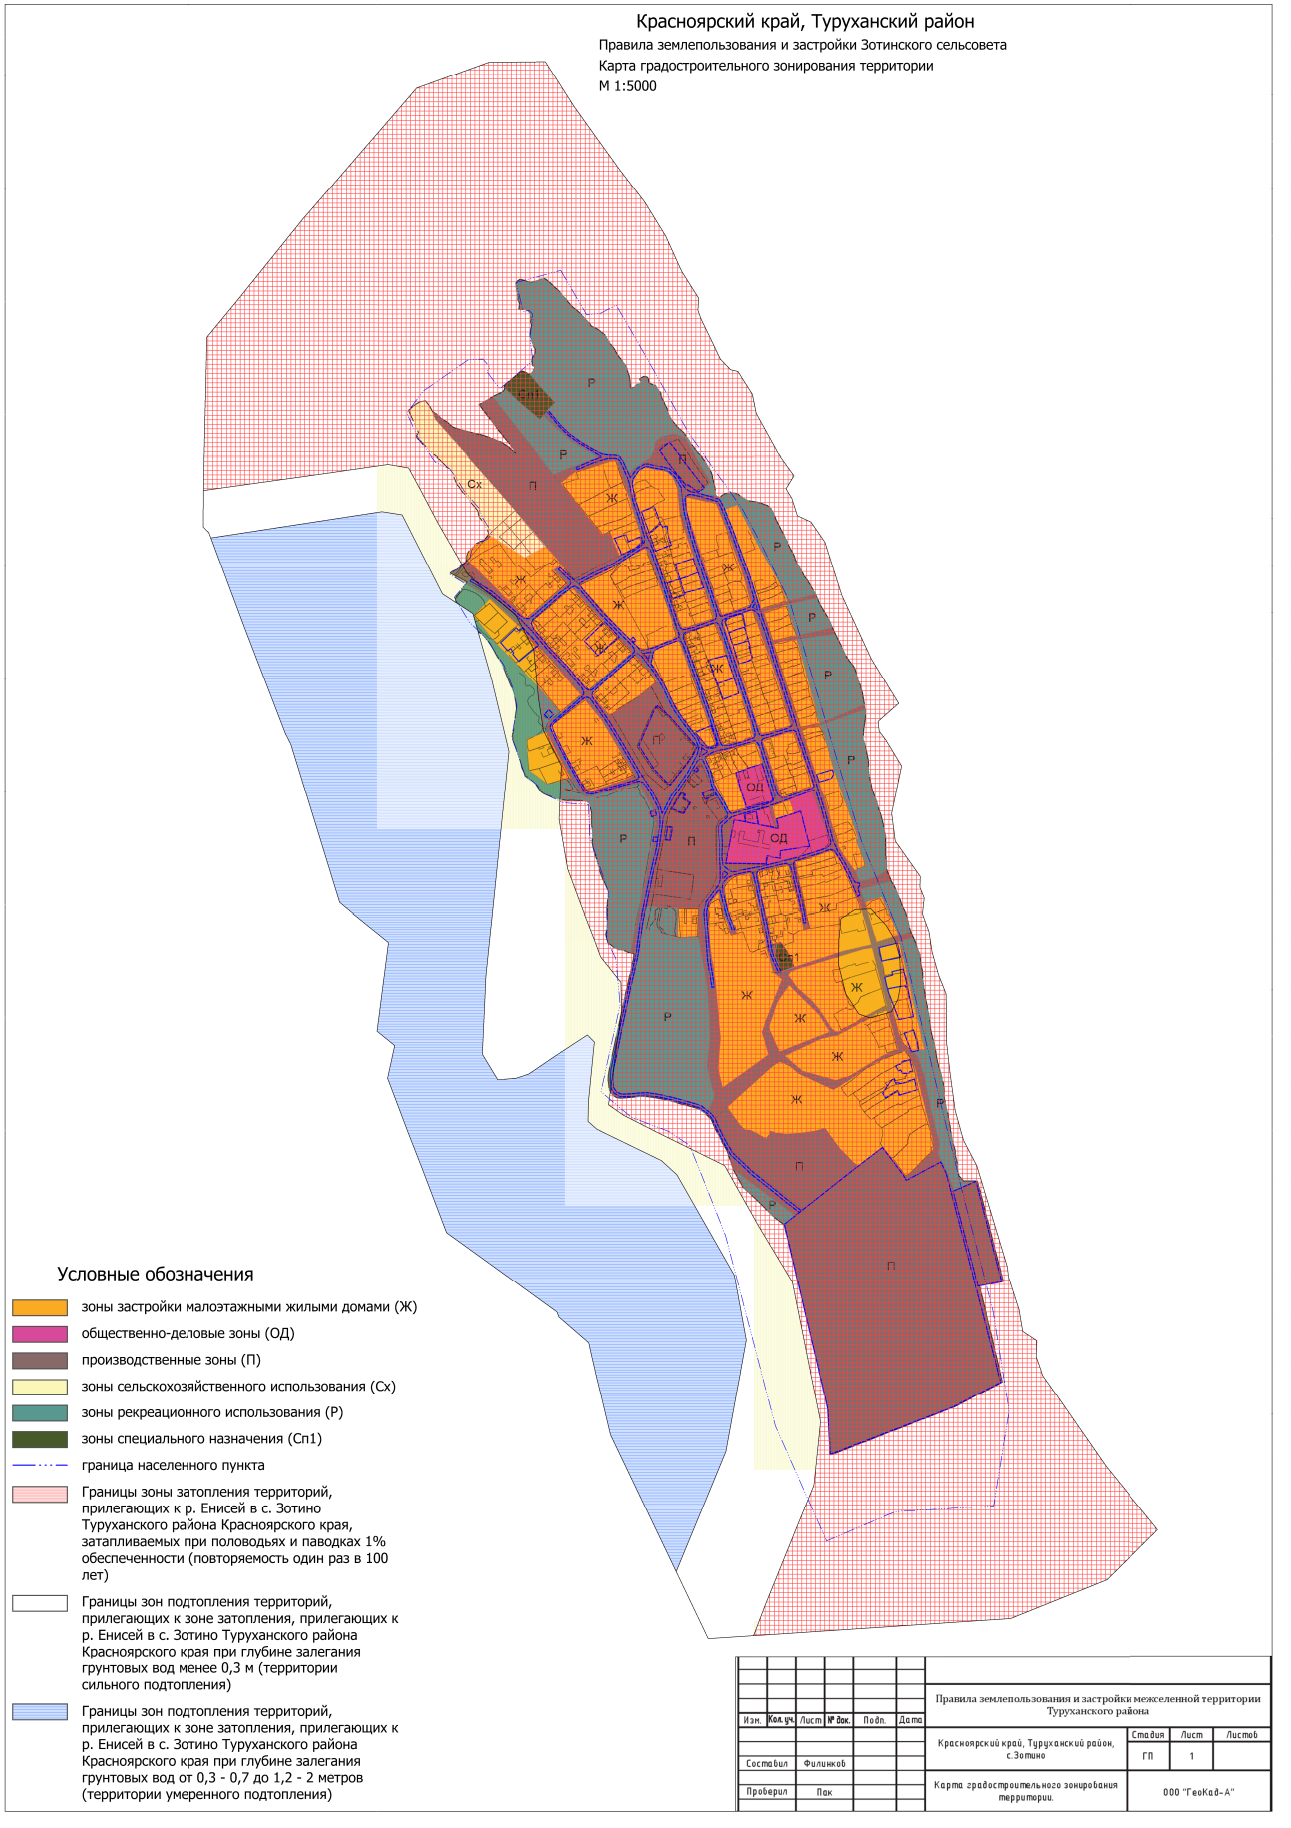 Красноярский край, Туруханский район
Правила землепользования и застройки Зотинского сельсовета
Карта градостроительного зонирования территории
М 1:5000
Р
Сп1
Р
П
Сх
П
Ж
Р
Ж
Ж
Ж
Р
Ж
Ж
Р
Ж
П
Р
ОД
Р
П
ОД
Ж
Ж
Ж
Р
Ж
Ж
Ж
Р
П
Р
П
Условные обозначения
зоны застройки малоэтажными жилыми домами (Ж)
общественно-деловые зоны (ОД)
производственные зоны (П)
зоны сельскохозяйственного использования (Сх)
зоны рекреационного использования (Р)
зоны специального назначения (Сп1)
граница населенного пункта
Границы зоны затопления территорий,
прилегающих к р. Енисей в с. Зотино
Туруханского района Красноярского края,
затапливаемых при половодьях и паводках 1%
обеспеченности (повторяемость один раз в 100
лет)
Границы зон подтопления территорий,
прилегающих к зоне затопления, прилегающих к
р. Енисей в с. Зотино Туруханского района
Красноярского края при глубине залегания
грунтовых вод менее 0,3 м (территории
сильного подтопления)
Границы зон подтопления территорий,
прилегающих к зоне затопления, прилегающих к
р. Енисей в с. Зотино Туруханского района
Красноярского края при глубине залегания
грунтовых вод от 0,3 - 0,7 до 1,2 - 2 метров
(территории умеренного подтопления)
Правила землепользования и застройки межселенной территории
Туруханского района
Изм. Кол.уч. Лист № док. Подп. Дата
Красноярский край, Туруханский район,
с.Зотино
Стадия Лист Листов
ГП 1
Составил Филинков
Проверил Пак
Карта градостроительного зонирования
территории.
ООО "ГеоКад-А"